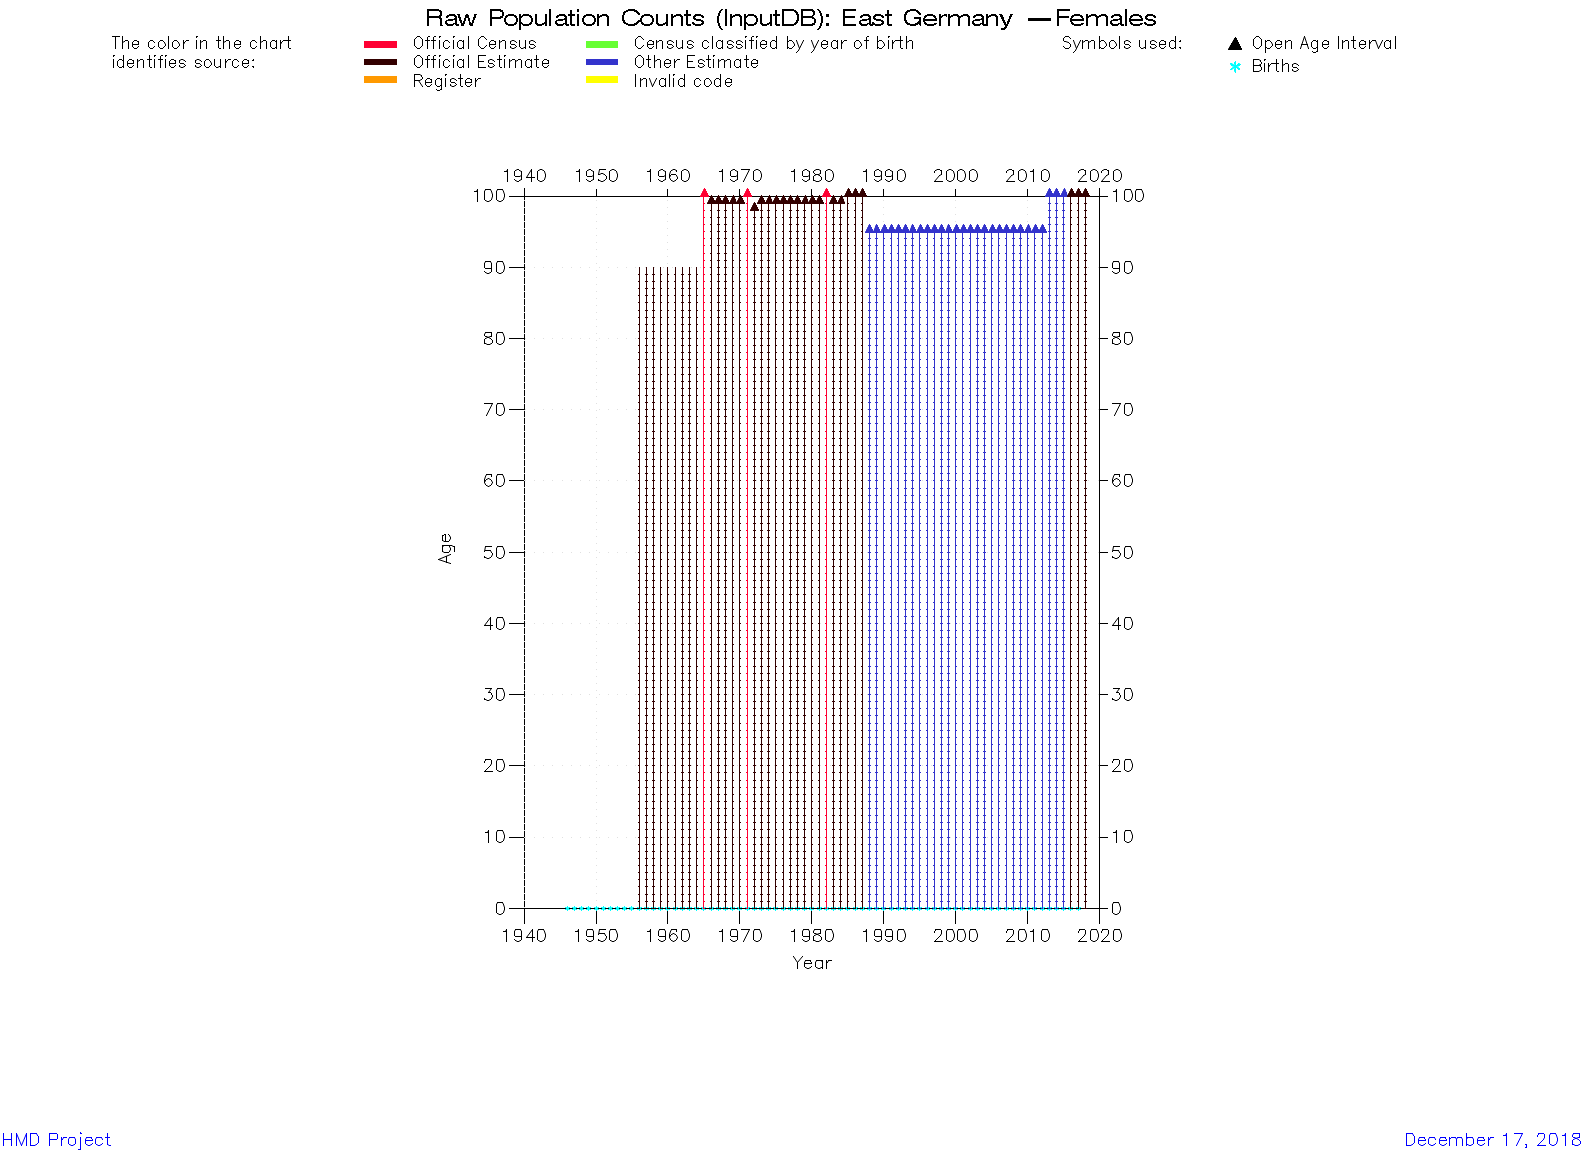 Raw Population Counts (InputDB): East Germany — Females
The color in the chart
identifies source:
Official Census
Official Estimate
Register
Census classified by year of birth
Other Estimate
Invalid code
Symbols used:
Open Age Interval
Births
1940 1950 1960 1970 1980 1990 2000 2010 2020
100 100
90 90
80 80
70 70
60 60
50 50
40 40
30 30
20 20
10 10
0 0
Age
1940 1950 1960 1970 1980 1990 2000 2010 2020
Year
HMD Project
December 17, 2018